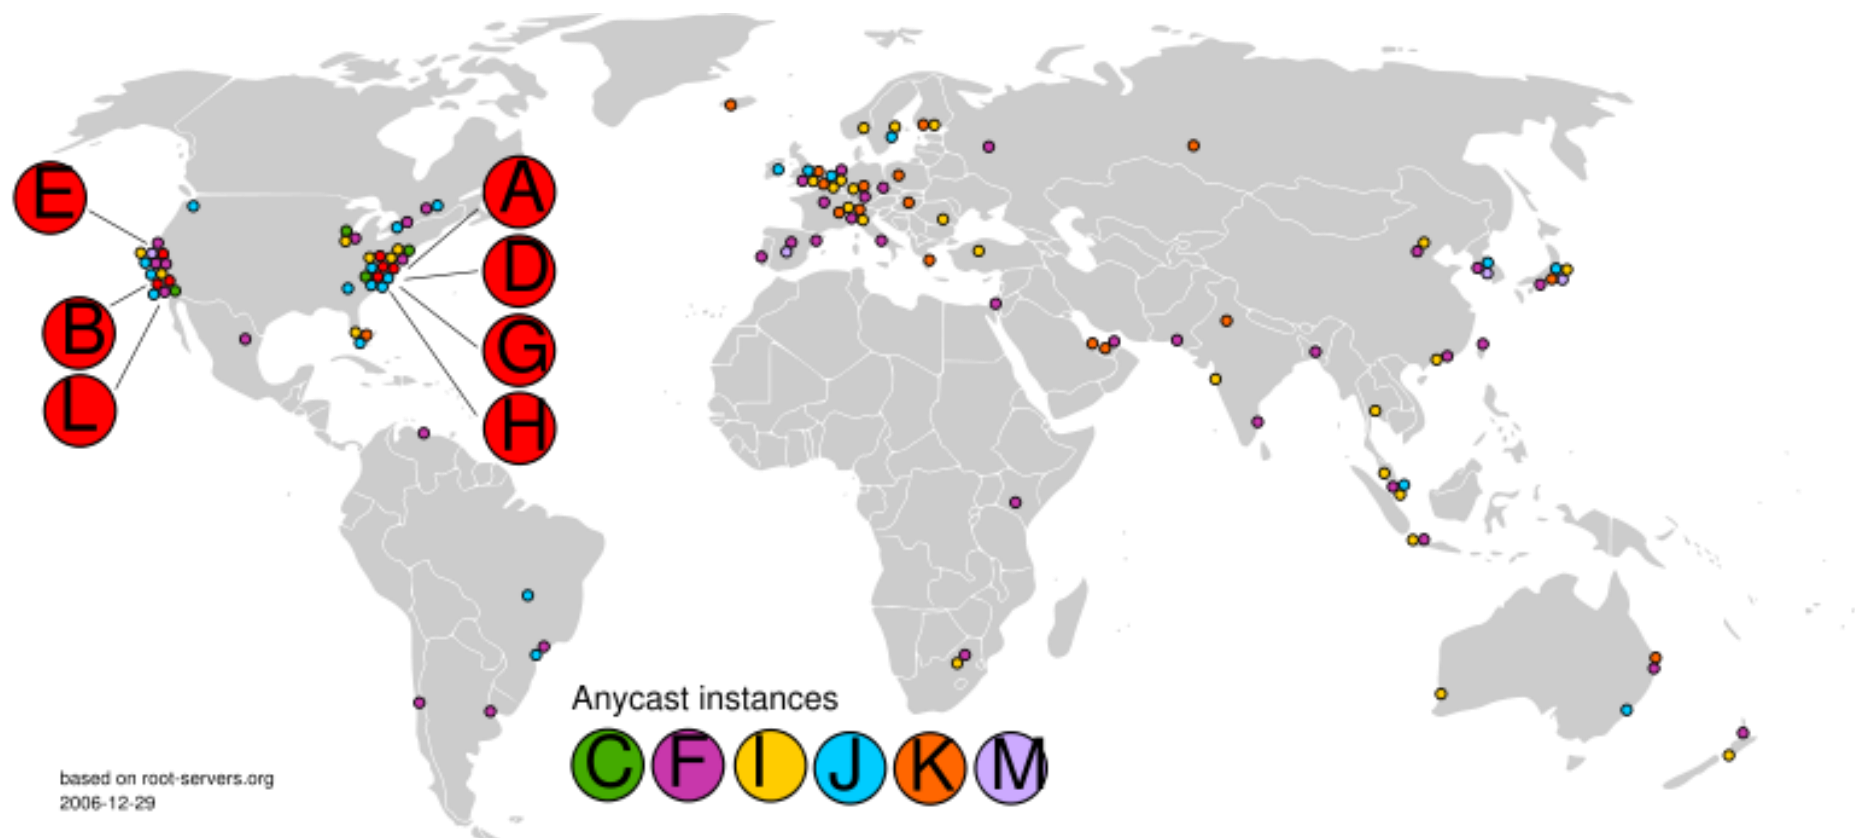 E
A
D
B
G
L
H
Anycast instances
C F I J K M
based on root-servers.org
2006-12-29